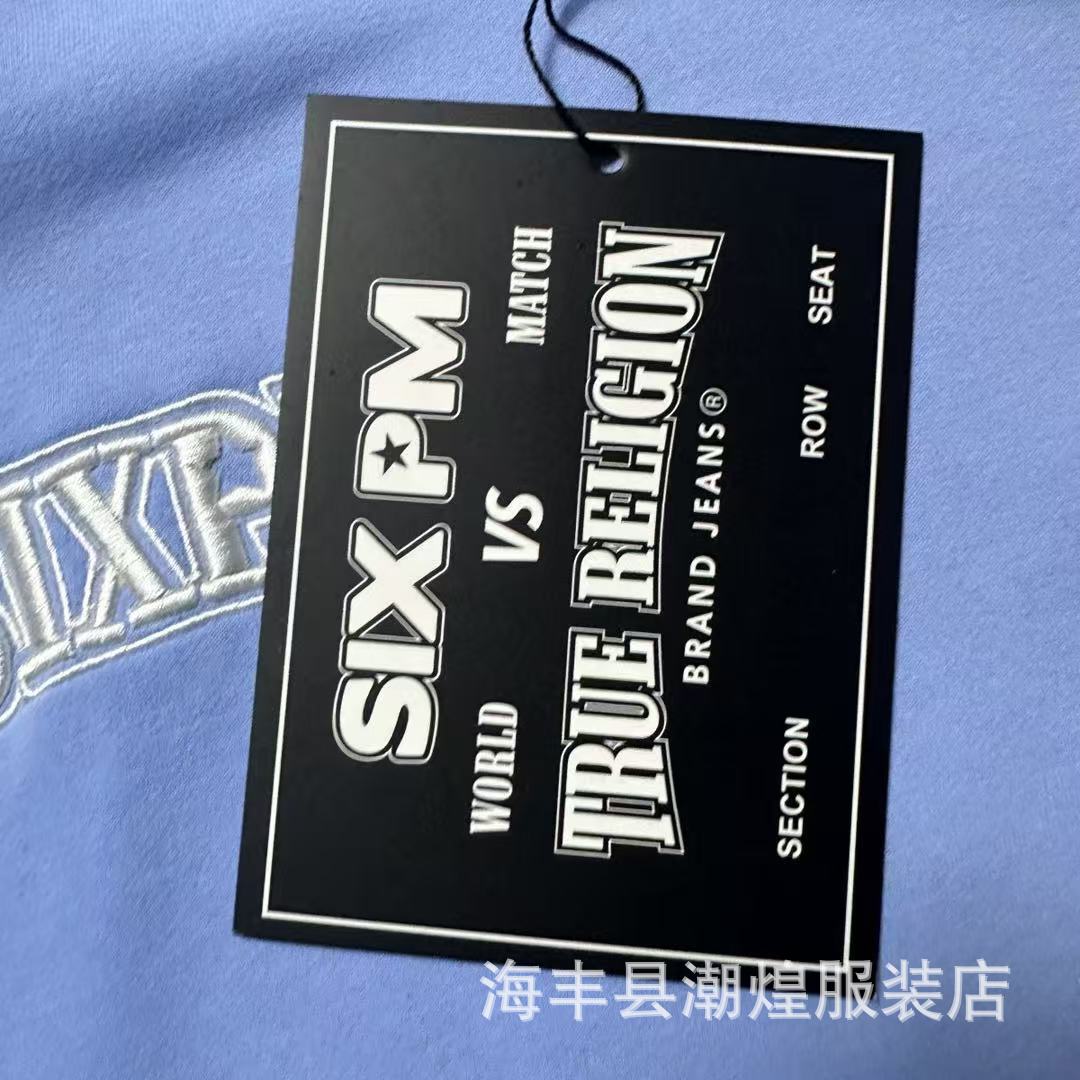 SIX PM
WORLD VS MATCH
TRUE RELIGION
BRAND JEANS®
SECTION ROW SEAT
海丰县潮煌服装店